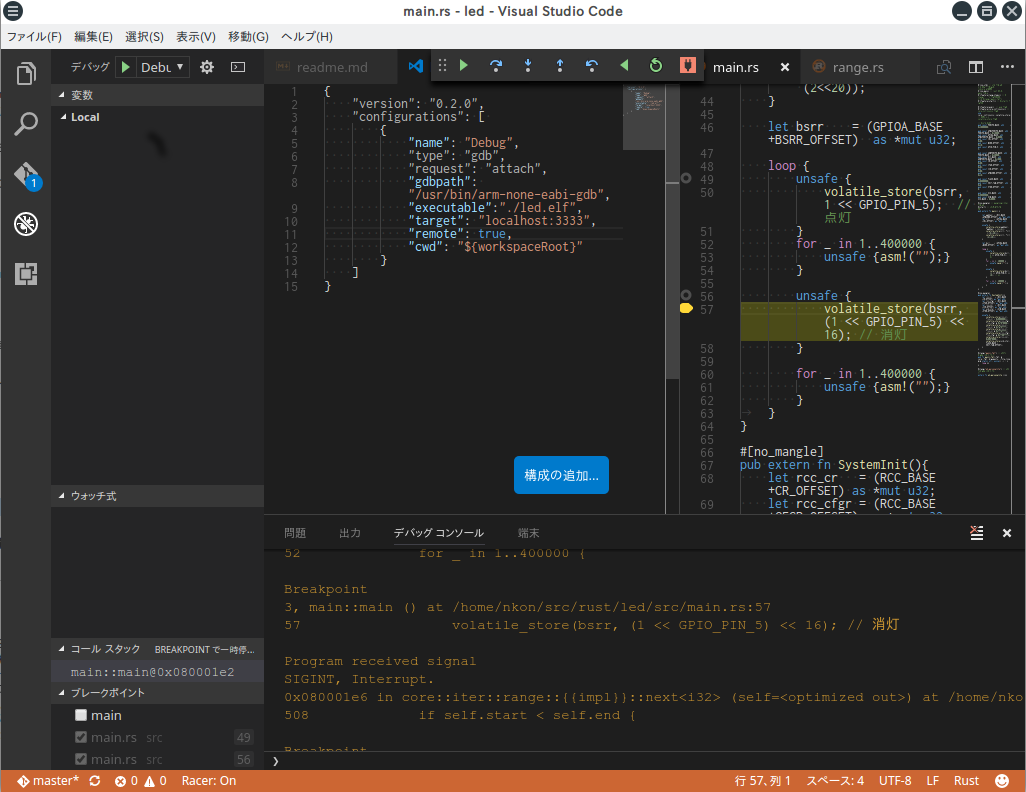 main.rs - led - Visual Studio Code
ファイル(F) 編集(E) 選択(S) 表示(V) 移動(G) ヘルプ(H)
デバッグ Debu
readme.md
main.rs
range.rs
変数
Local
ウォッチ式
コール スタック BREAKPOINT で一時停...
main::main@0x080001e2
ブレークポイント
main
main.rs src 49
main.rs src 56
1 {
2 "version": "0.2.0",
3 "configurations": [
4 {
5 "name": "Debug",
6 "type": "gdb",
7 "request": "attach",
8 "gdbpath":
"/usr/bin/arm-none-eabi-gdb",
9 "executable":"./led.elf",
10 "target": "localhost:3333",
11 "remote": true,
12 "cwd": "${workspaceRoot}"
13 }
14 ]
15 }
構成の追加...
(2<<20));
44 }
45
46 let bsrr = (GPIOA_BASE
+BSRR_OFFSET) as *mut u32;
47
48 loop {
49 unsafe {
50 volatile_store(bsrr,
1 << GPIO_PIN_5); //
点灯
51 }
52 for _ in 1..400000 {
53 unsafe {asm!("");}
54 }
55
56 unsafe {
57 volatile_store(bsrr,
(1 << GPIO_PIN_5) <<
16); // 消灯
58 }
59
60 for _ in 1..400000 {
61 unsafe {asm!("");}
62 }
63 }
64 }
65
66 #[no_mangle]
67 pub extern fn SystemInit(){
68 let rcc_cr = (RCC_BASE
+CR_OFFSET) as *mut u32;
69 let rcc_cfgr = (RCC_BASE
問題 出力 デバッグ コンソール 端末
52 for _ in 1..400000 {
Breakpoint
3, main::main () at /home/nkon/src/rust/led/src/main.rs:57
57 volatile_store(bsrr, (1 << GPIO_PIN_5) << 16); // 消灯
Program received signal
SIGINT, Interrupt.
0x080001e6 in core::iter::range::{{impl}}::next<i32> (self=<optimized out>) at /home/nko
508 if self.start < self.end {
Breakpoint
❯
master* 0 0 Racer: On 行 57、列 1 スペース: 4 UTF-8 LF Rust
1